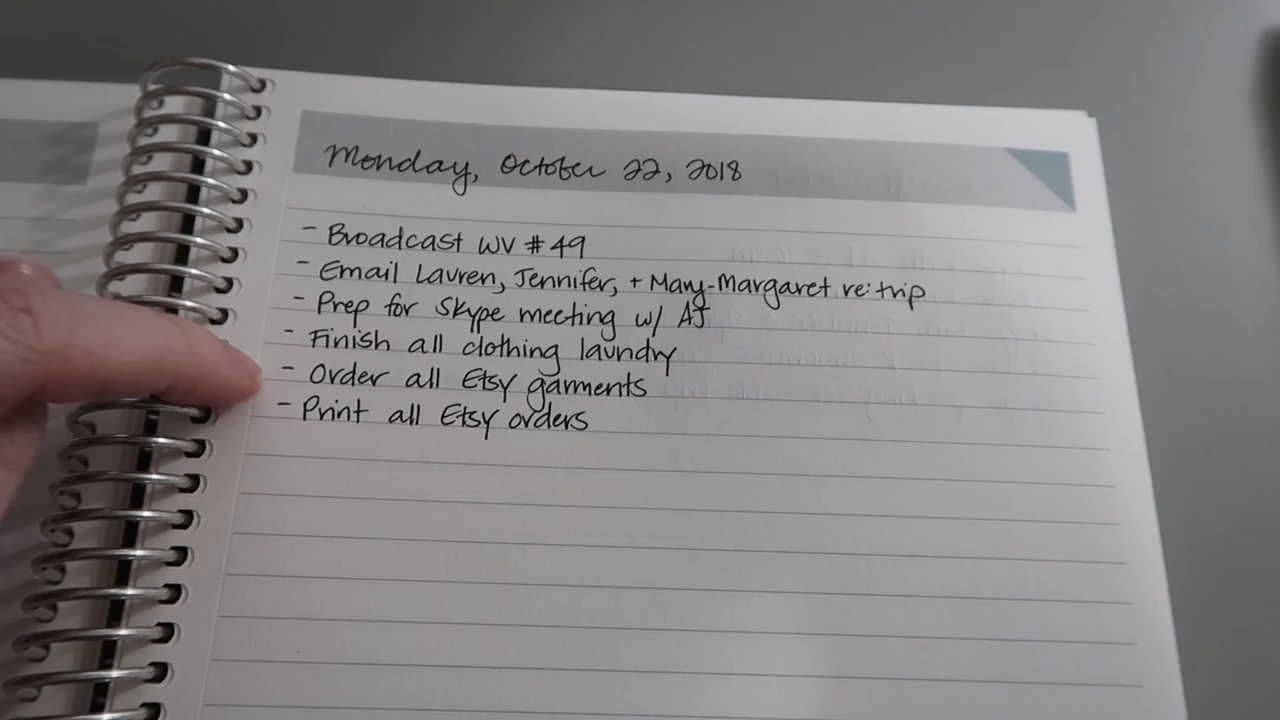 Monday, October 22, 2018
- Broadcast WV #49
- Email Lauren, Jennifer, + Mary-Margaret re: trip
- Prep for Skype meeting w/ AJ
- Finish all clothing laundry
- Order all Etsy garments
- Print all Etsy orders